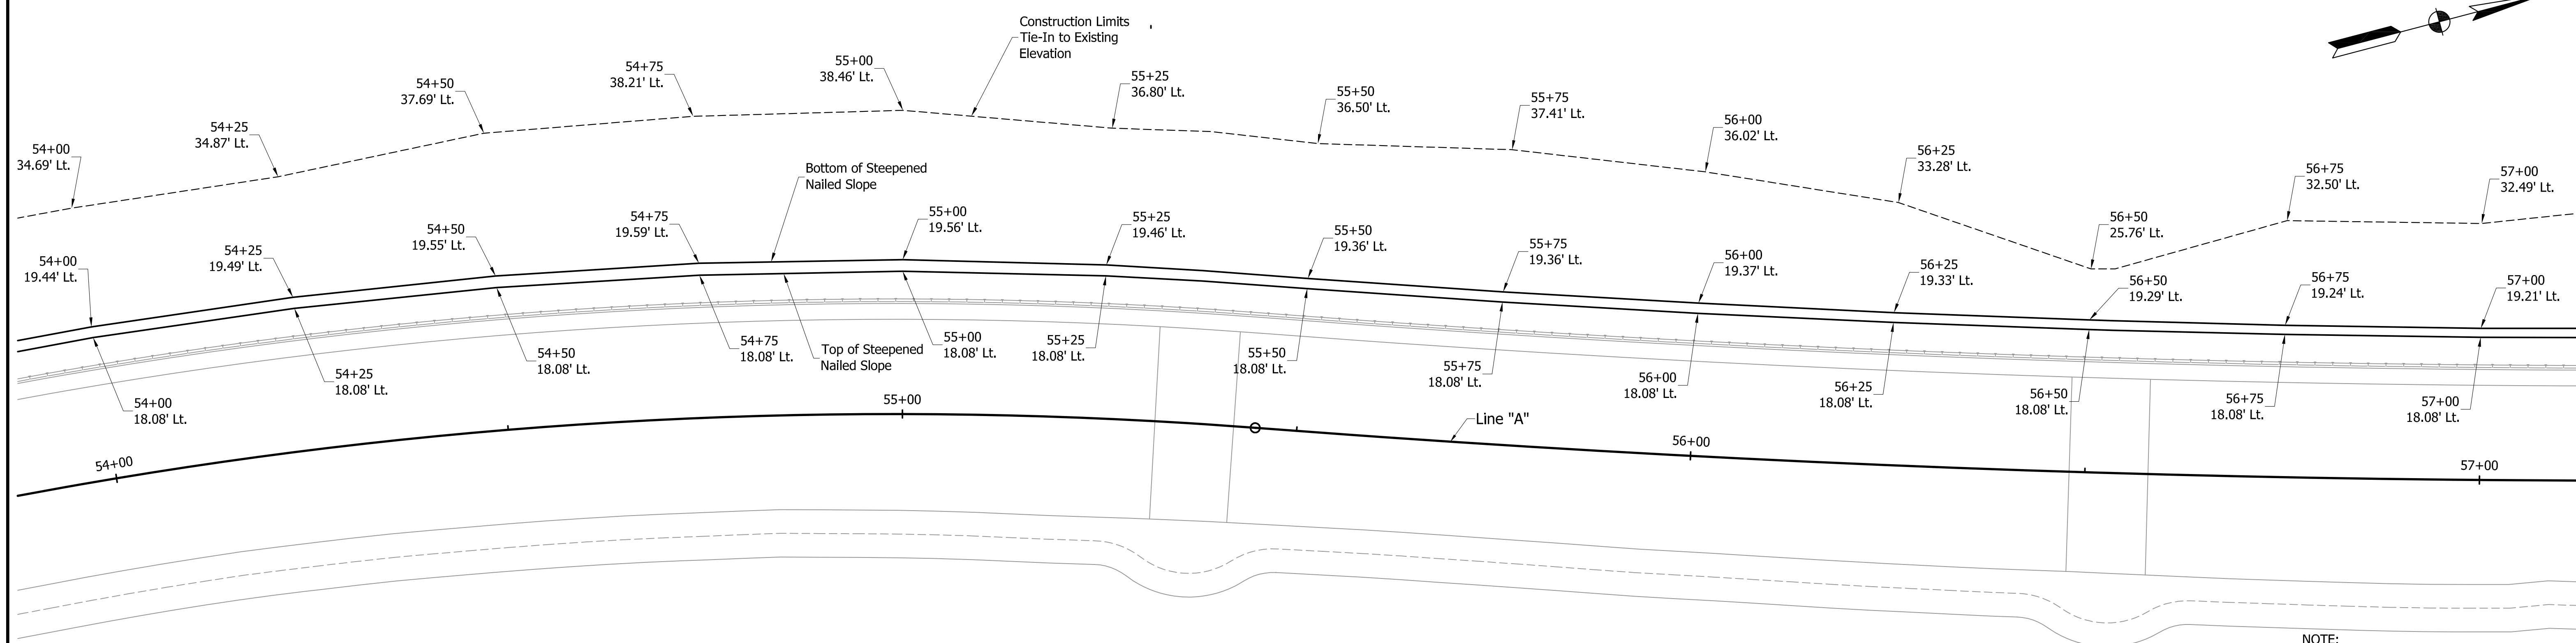 Construction Limits
Tie-In to Existing
Elevation
54+00
34.69' Lt.
54+25
34.87' Lt.
54+50
37.69' Lt.
54+75
38.21' Lt.
55+00
38.46' Lt.
55+25
36.80' Lt.
55+50
36.50' Lt.
55+75
37.41' Lt.
56+00
36.02' Lt.
56+25
33.28' Lt.
56+50
25.76' Lt.
56+75
32.50' Lt.
57+00
32.49' Lt.
Bottom of Steepened
Nailed Slope
54+00
19.44' Lt.
54+25
19.49' Lt.
54+50
19.55' Lt.
54+75
19.59' Lt.
55+00
19.56' Lt.
55+25
19.46' Lt.
55+50
19.36' Lt.
55+75
19.36' Lt.
56+00
19.37' Lt.
56+25
19.33' Lt.
56+50
19.29' Lt.
56+75
19.24' Lt.
57+00
19.21' Lt.
54+00
18.08' Lt.
54+25
18.08' Lt.
54+50
18.08' Lt.
54+75
18.08' Lt.
Top of Steepened
Nailed Slope
55+00
18.08' Lt.
55+25
18.08' Lt.
55+50
18.08' Lt.
55+75
18.08' Lt.
56+00
18.08' Lt.
56+25
18.08' Lt.
56+50
18.08' Lt.
56+75
18.08' Lt.
57+00
18.08' Lt.
54+00
55+00
Line "A"
56+00
57+00
NOTE: